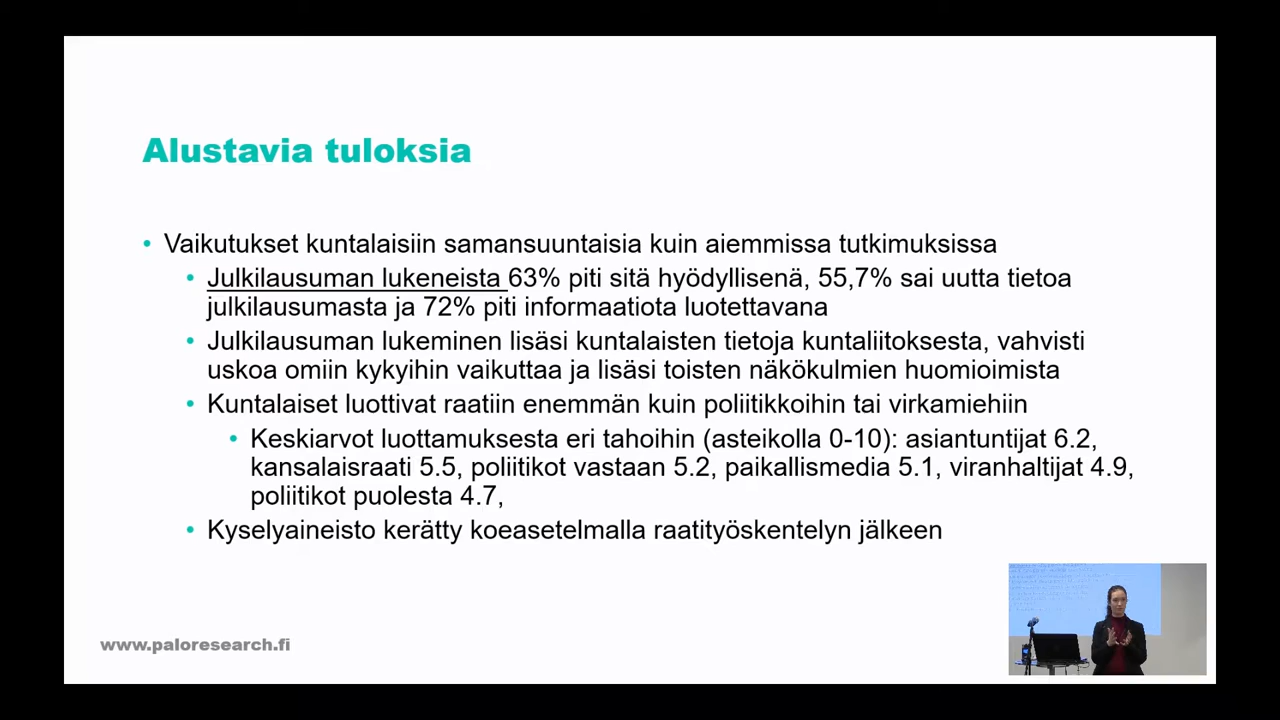 Alustavia tuloksia
• Vaikutukset kuntalaisiin samansuuntaisia kuin aiemmissa tutkimuksissa
• Julkilausuman lukeneista 63% piti sitä hyödyllisenä, 55,7% sai uutta tietoa
julkilausumasta ja 72% piti informaatiota luotettavana
• Julkilausuman lukeminen lisäsi kuntalaisten tietoja kuntaliitoksesta, vahvisti
uskoa omiin kykyihin vaikuttaa ja lisäsi toisten näkökulmien huomioimista
• Kuntalaiset luottivat raatiin enemmän kuin poliitikkoihin tai virkamiehiin
• Keskiarvot luottamuksesta eri tahoihin (asteikolla 0-10): asiantuntijat 6.2,
kansalaisraati 5.5, poliitikot vastaan 5.2, paikallismedia 5.1, viranhaltijat 4.9,
poliitikot puolesta 4.7,
• Kyselyaineisto kerätty koeasetelmalla raatityöskentelyn jälkeen
www.paloresearch.fi